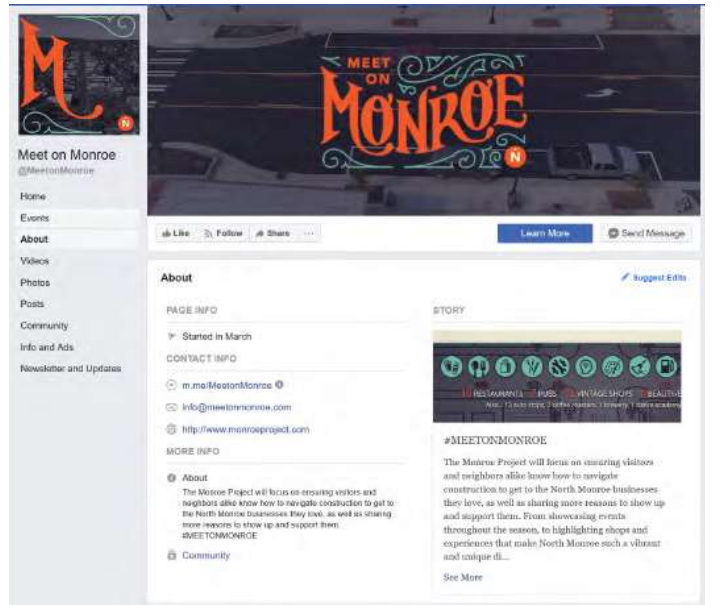 M
N
Meet on Monroe
@MeetonMonroe
Home
Events
About
Videos
Photos
Posts
Community
Info and Ads
Newsletter and Updates
MEET
ON
MONROE
N
Like Follow Share ...
Learn More
Send Message
About
Suggest Edits
PAGE INFO
Started in March
CONTACT INFO
m.me/MeetonMonroe
info@meetonmonroe.com
http://www.monroeproject.com
MORE INFO
About
The Monroe Project will focus on ensuring visitors and
neighbors alike know how to navigate construction to get to
the North Monroe businesses they love, as well as sharing
more reasons to show up and support them.
#MEETONMONROE
Community
STORY
RESTAURANTS PUBS VINTAGE SHOPS
#MEETONMONROE
The Monroe Project will focus on ensuring visitors
and neighbors alike know how to navigate
construction to get to the North Monroe businesses
they love, as well as sharing more reasons to show up
and support them. From showcasing events
throughout the season, to highlighting shops and
experiences that make North Monroe such a vibrant
and unique di...
See More